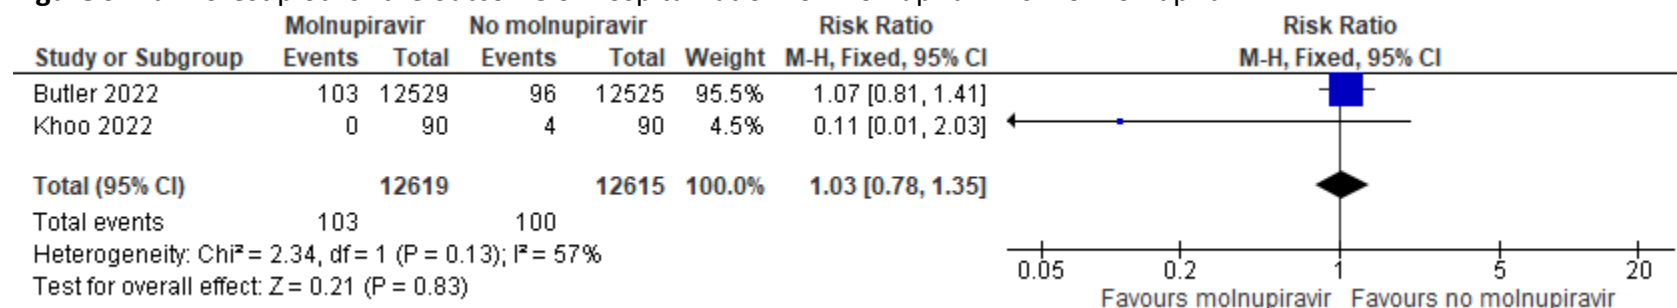 Molnupiravir No molnupiravir Risk Ratio Risk Ratio
Study or Subgroup Events Total Events Total Weight M-H, Fixed, 95% CI M-H, Fixed, 95% CI
Butler 2022 103 12529 96 12525 95.5% 1.07 [0.81, 1.41]
Khoo 2022 0 90 4 90 4.5% 0.11 [0.01, 2.03]
Total (95% CI) 12619 12615 100.0% 1.03 [0.78, 1.35]
Total events 103 100
Heterogeneity: Chi² = 2.34, df = 1 (P = 0.13); I² = 57%
Test for overall effect: Z = 0.21 (P = 0.83)
0.05 0.2 1 5 20
Favours molnupiravir Favours no molnupiravir